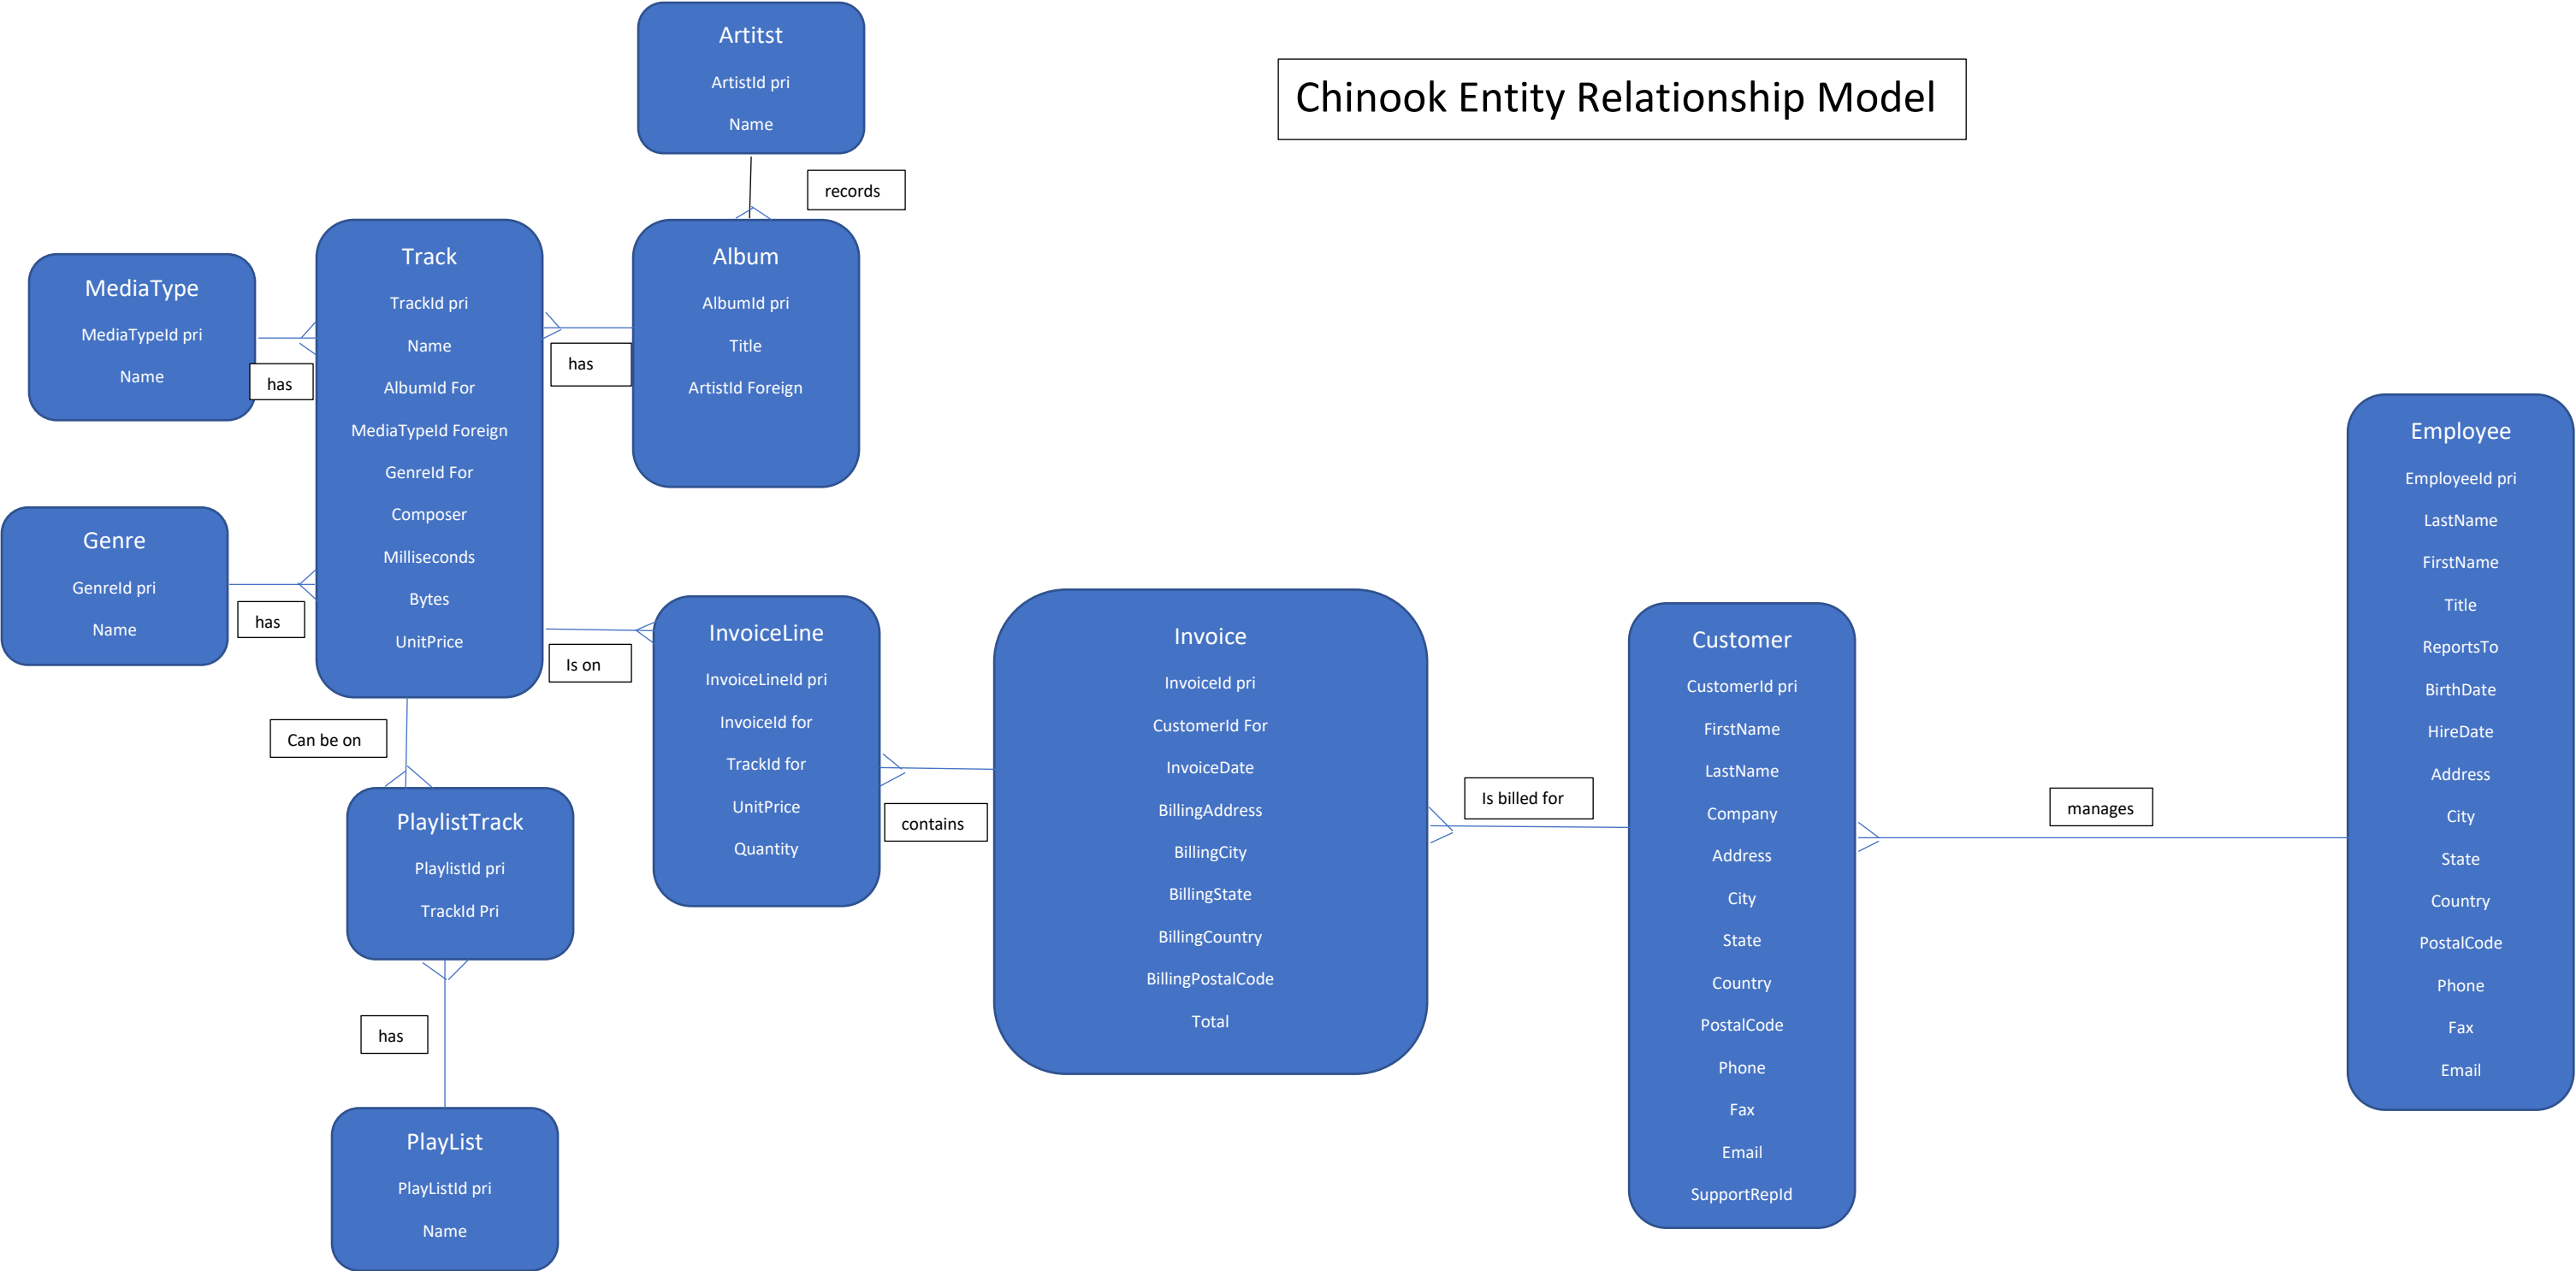 Chinook Entity Relationship Model
Artitst
ArtistId pri
Name
records
Album
AlbumId pri
Title
ArtistId Foreign
has
Track
TrackId pri
Name
AlbumId For
MediaTypeId Foreign
GenreId For
Composer
Milliseconds
Bytes
UnitPrice
MediaType
MediaTypeId pri
Name
has
Genre
GenreId pri
Name
has
Is on
InvoiceLine
InvoiceLineId pri
InvoiceId for
TrackId for
UnitPrice
Quantity
contains
Can be on
PlaylistTrack
PlaylistId pri
TrackId Pri
has
PlayList
PlayListId pri
Name
Invoice
InvoiceId pri
CustomerId For
InvoiceDate
BillingAddress
BillingCity
BillingState
BillingCountry
BillingPostalCode
Total
Is billed for
Customer
CustomerId pri
FirstName
LastName
Company
Address
City
State
Country
PostalCode
Phone
Fax
Email
SupportRepId
manages
Employee
EmployeeId pri
LastName
FirstName
Title
ReportsTo
BirthDate
HireDate
Address
City
State
Country
PostalCode
Phone
Fax
Email